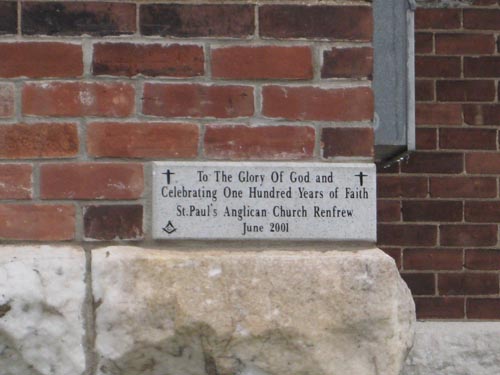 To The Glory Of God and
Celebrating One Hundred Years of Faith
St.Paul's Anglican Church Renfrew
June 2001